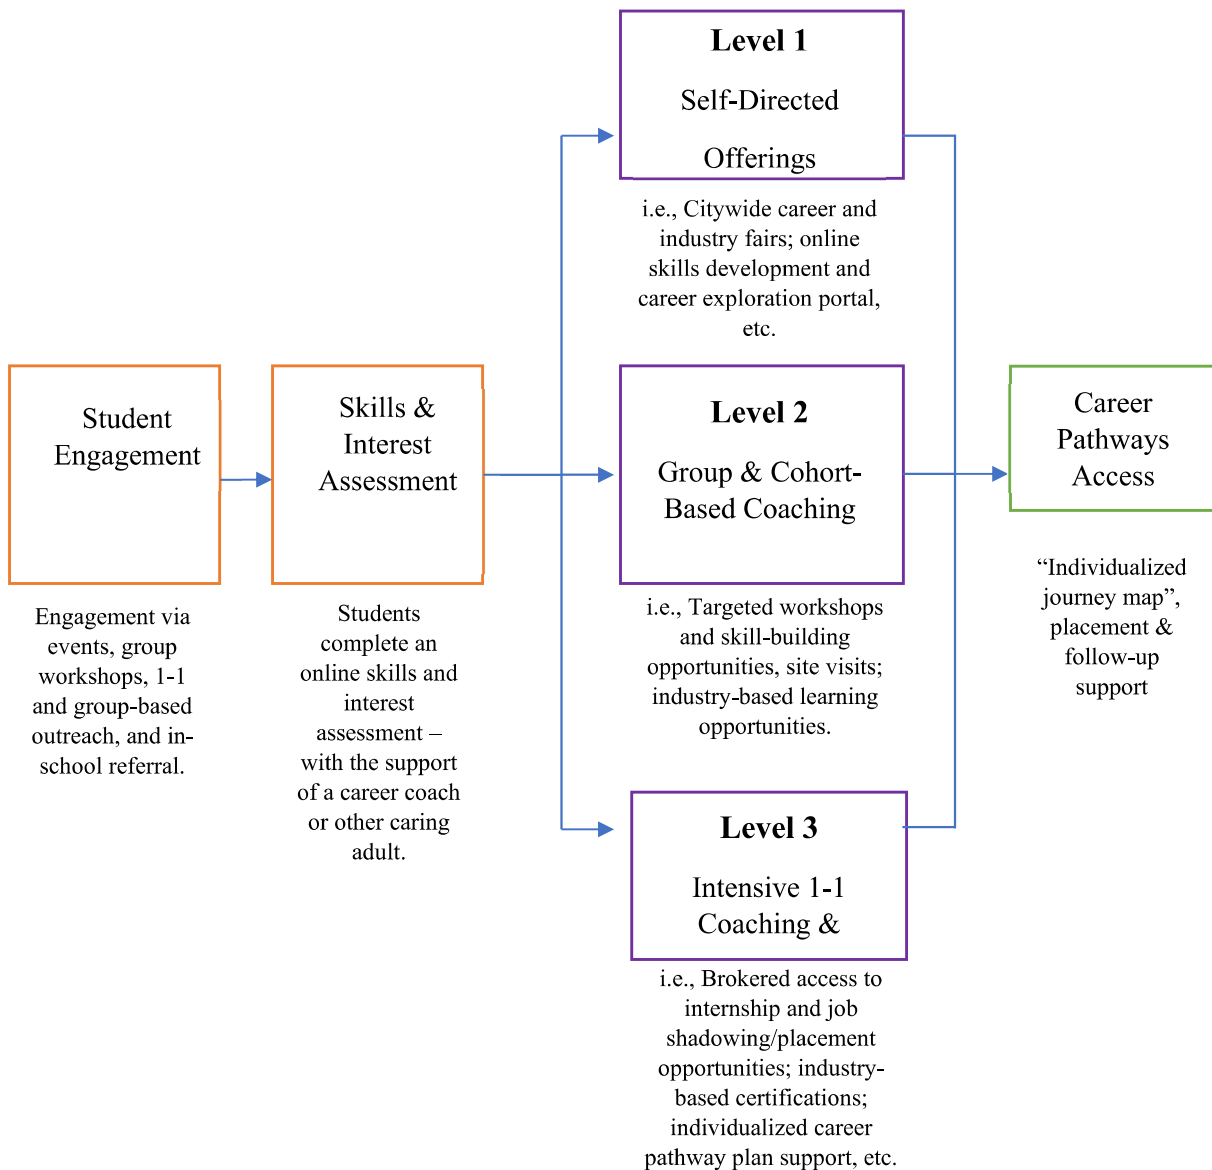 Student
Engagement
Engagement via
events, group
workshops, 1-1
and group-based
outreach, and in-
school referral.
Skills &
Interest
Assessment
Students
complete an
online skills and
interest
assessment –
with the support
of a career coach
or other caring
adult.
Level 1
Self-Directed
Offerings
i.e., Citywide career and
industry fairs; online
skills development and
career exploration portal,
etc.
Level 2
Group & Cohort-
Based Coaching
i.e., Targeted workshops
and skill-building
opportunities, site visits;
industry-based learning
opportunities.
Level 3
Intensive 1-1
Coaching &
i.e., Brokered access to
internship and job
shadowing/placement
opportunities; industry-
based certifications;
individualized career
pathway plan support, etc.
Career
Pathways
Access
“Individualized
journey map”,
placement &
follow-up
support